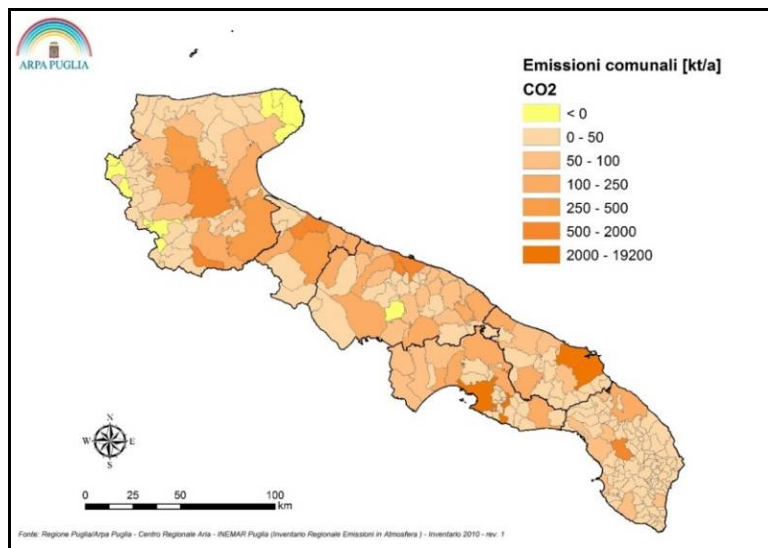 ARPA PUGLIA
Emissioni comunali [kt/a]
CO2
< 0
0 - 50
50 - 100
100 - 250
250 - 500
500 - 2000
2000 - 19200
N
W E
S
0 25 50 100
km
Fonte: Regione Puglia/Arpa Puglia - Centro Regionale Aria - INEMAR Puglia (Inventario Regionale Emissioni in Atmosfera ) - Inventario 2010 - rev. 1